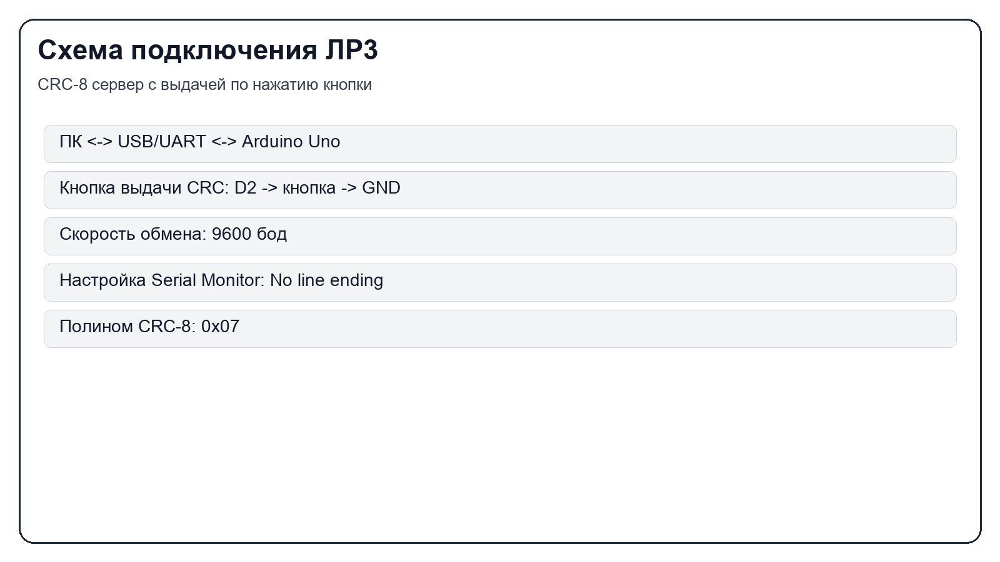 Схема подключения ЛР3
CRC-8 сервер с выдачей по нажатию кнопки
ПК <-> USB/UART <-> Arduino Uno
Кнопка выдачи CRC: D2 -> кнопка -> GND
Скорость обмена: 9600 бод
Настройка Serial Monitor: No line ending
Полином CRC-8: 0x07